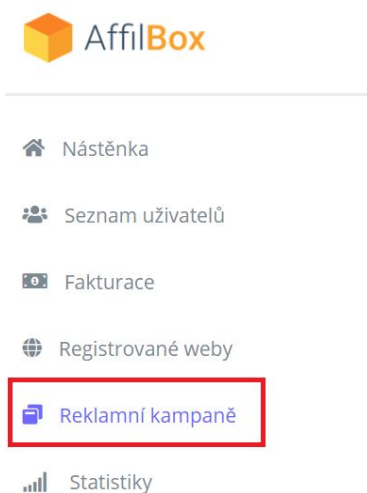 AffilBox
Nástěnka
Seznam uživatelů
Fakturace
Registrované weby
Reklamní kampaně
Statistiky